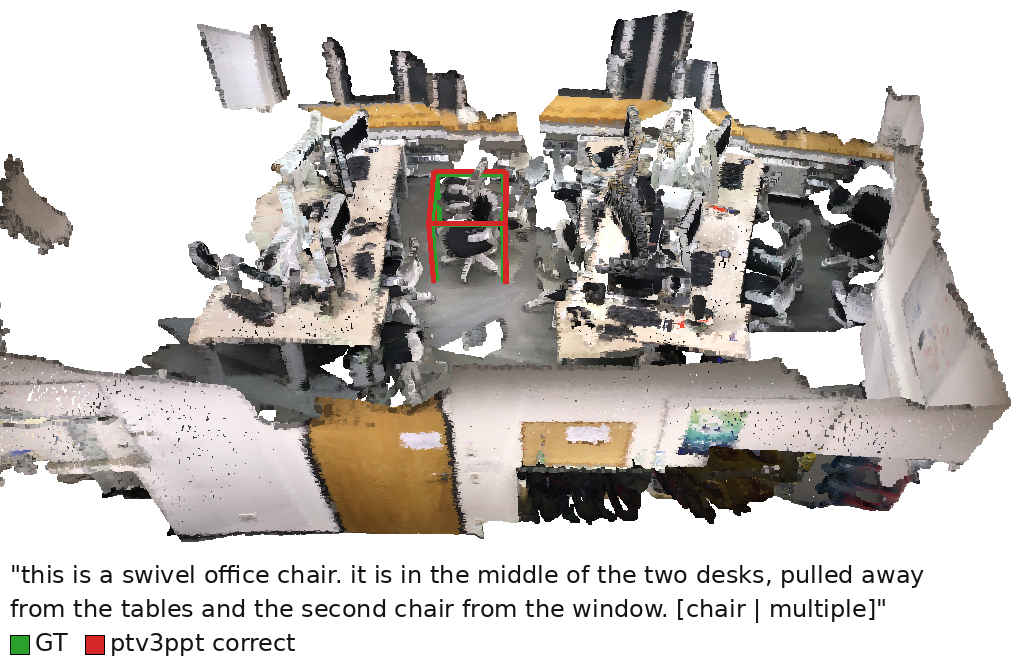 "this is a swivel office chair. it is in the middle of the two desks, pulled away
from the tables and the second chair from the window. [chair | multiple]"
GT ptv3ppt correct